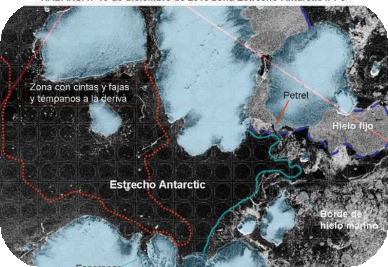 Zona con cintas y fajas
y témpanos a la deriva
Petrel
Hielo fijo
Estrecho Antarctic
Borde de
hielo marino